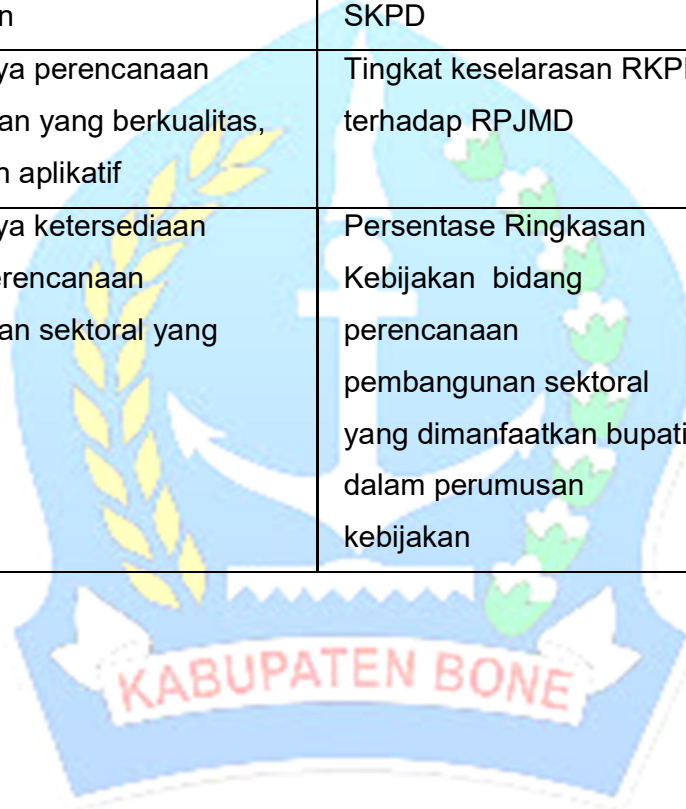 n
SKPD
ya perencanaan
an yang berkualitas,
n aplikatif
Tingkat keselarasan RKP
terhadap RPJMD
ya ketersediaan
erencanaan
an sektoral yang
Persentase Ringkasan
Kebijakan bidang
perencanaan
pembangunan sektoral
yang dimanfaatkan bupati
dalam perumusan
kebijakan
KABUPATEN BONE